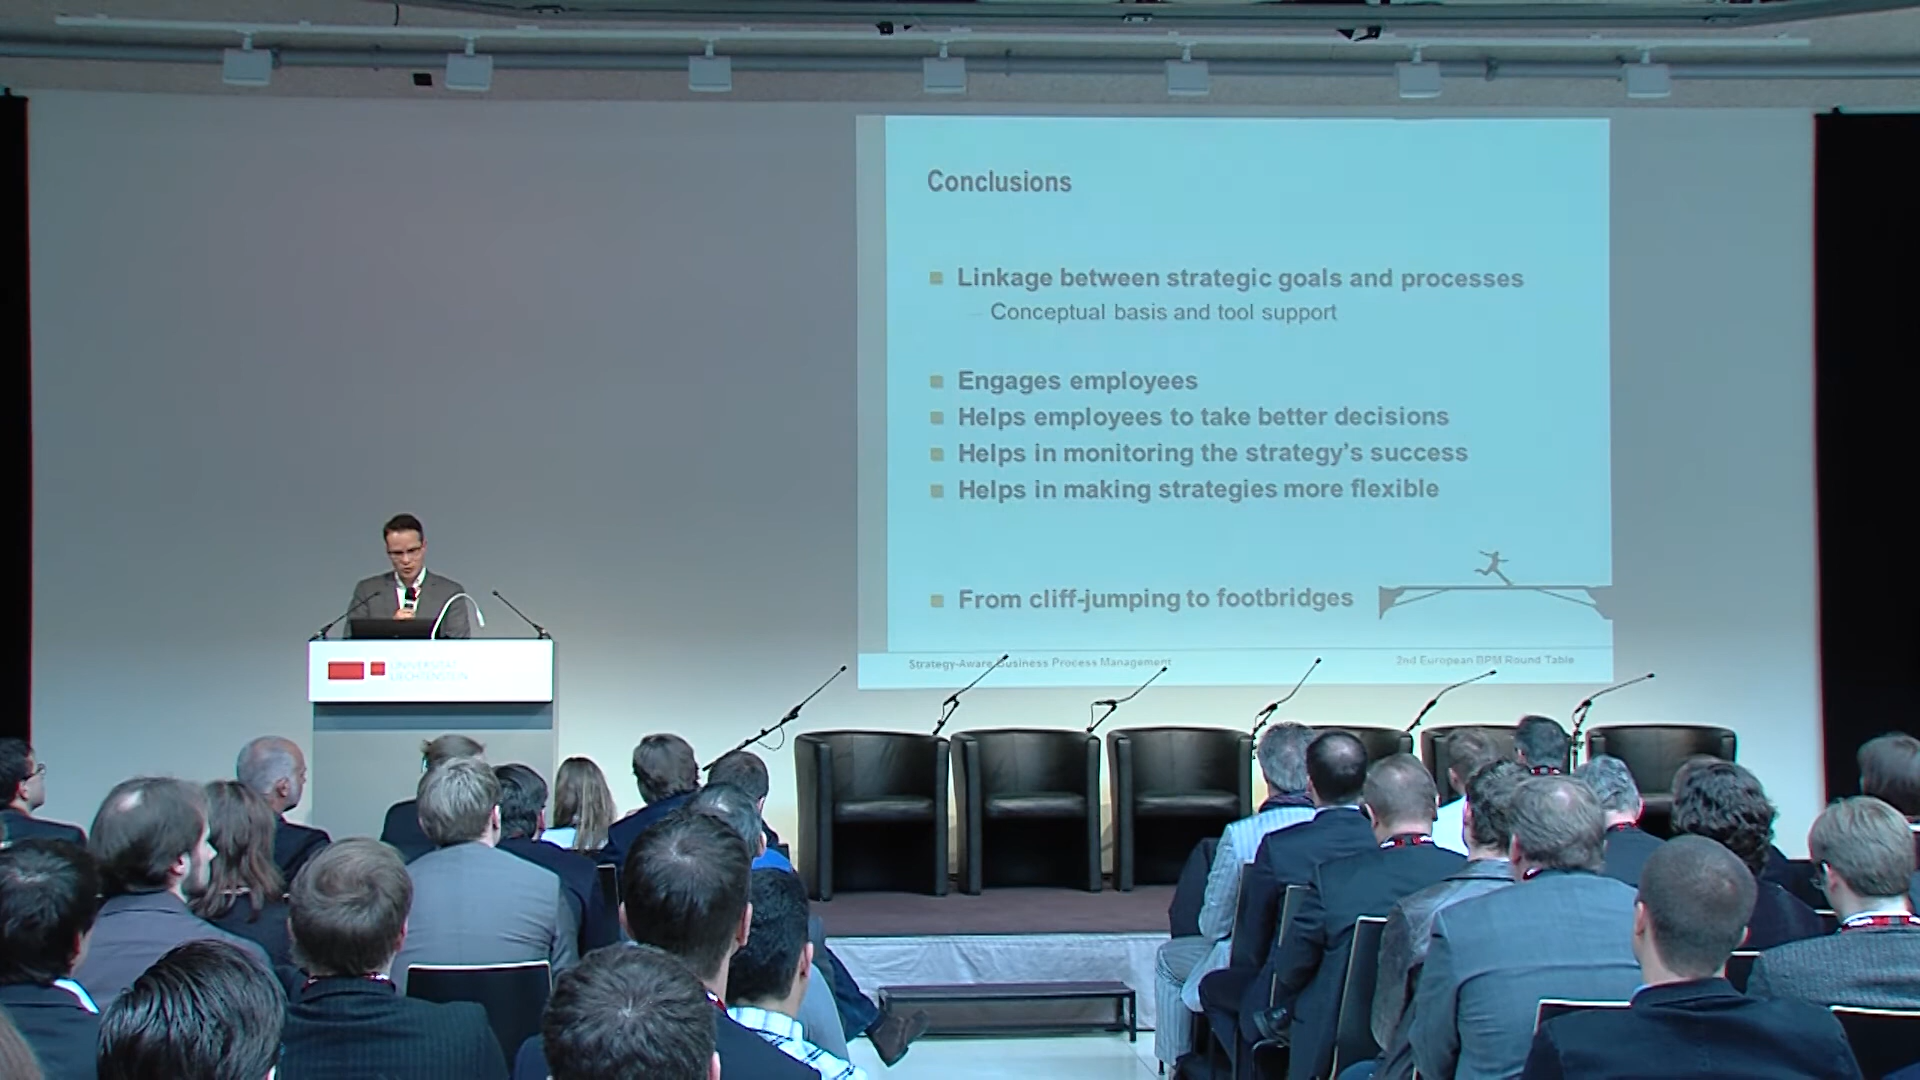 Conclusions
Linkage between strategic goals and processes
– Conceptual basis and tool support
Engages employees
Helps employees to take better decisions
Helps in monitoring the strategy's success
Helps in making strategies more flexible
From cliff-jumping to footbridges
Strategy-Aware Business Process Management
2nd European BPM Round Table
UNIVERSITÄT
LIECHTENSTEIN